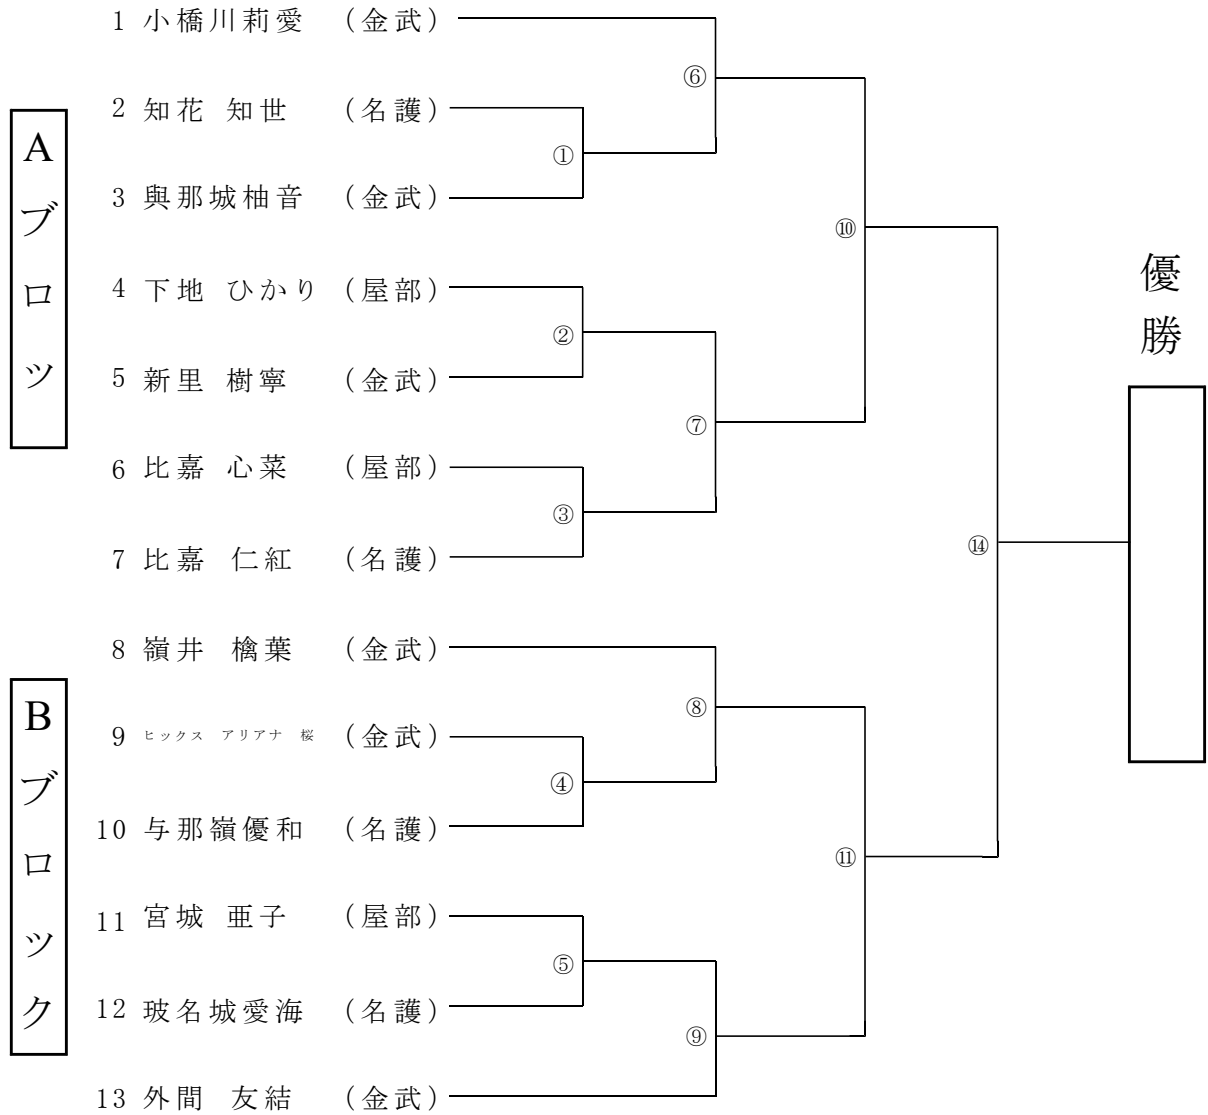 1 小橋川莉愛 （金武）
⑥
2 知花 知世 （名護）
①
3 與那城柚音 （金武）
⑩
4 下地 ひかり （屋部）
②
5 新里 樹寧 （金武）
⑦
6 比嘉 心菜 （屋部）
③
7 比嘉 仁紅 （名護）
⑭
8 嶺井 檎葉 （金武）
⑧
9 ヒックス アリアナ 桜 （金武）
④
10 与那嶺優和 （名護）
⑪
11 宮城 亜子 （屋部）
⑤
12 玻名城愛海 （名護）
⑨
13 外間 友結 （金武）
Aブロッ
Bブロック
優勝